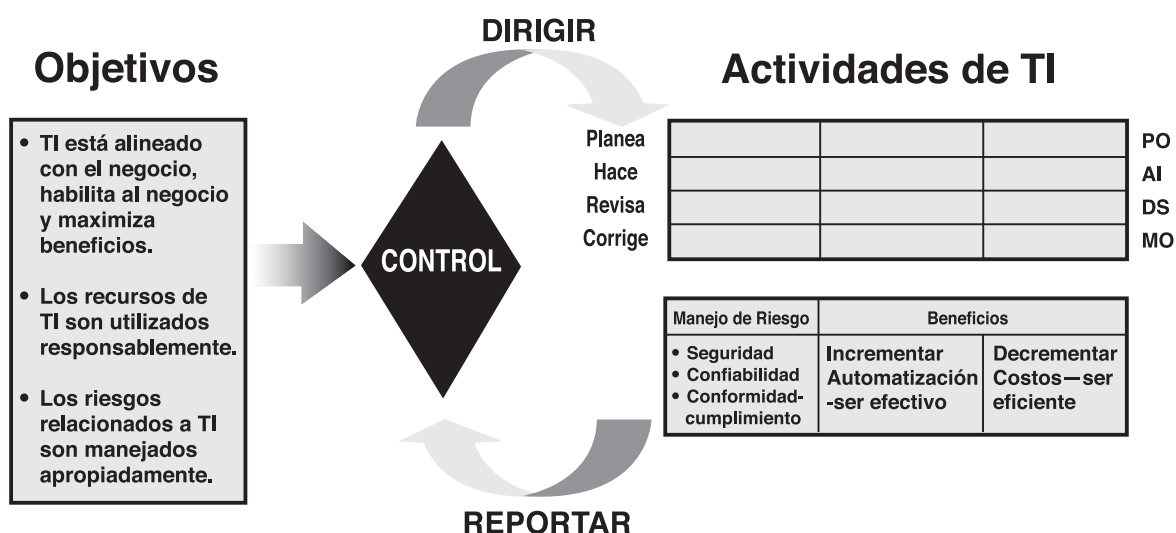 DIRIGIR
Objetivos
Actividades de TI
• TI está alineado
con el negocio,
habilita al negocio
y maximiza
beneficios.
• Los recursos de
TI son utilizados
responsablemente.
• Los riesgos
relacionados a TI
son manejados
apropiadamente.
CONTROL
Planea
PO
Hace
AI
Revisa
DS
Corrige
MO
Manejo de Riesgo
Beneficios
• Seguridad
• Confiabilidad
• Conformidad-
cumplimiento
Incrementar
Automatización
-ser efectivo
Decrementar
Costos—ser
eficiente
REPORTAR